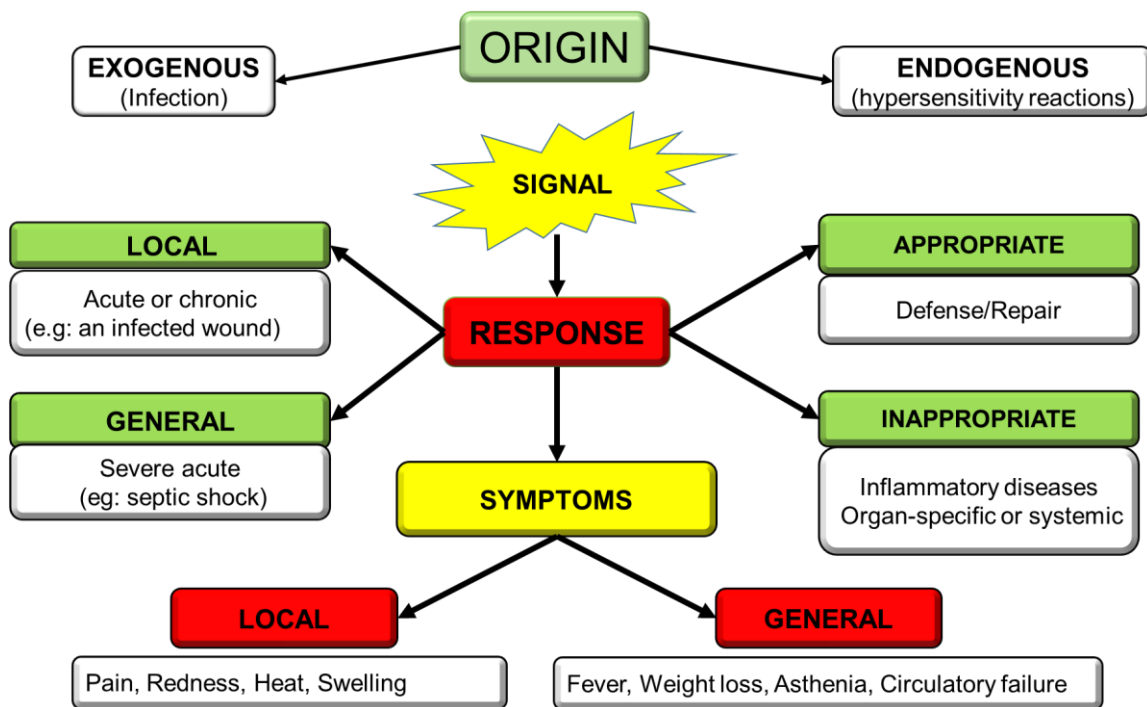 ORIGIN
EXOGENOUS
(Infection)
ENDOGENOUS
(hypersensitivity reactions)
SIGNAL
LOCAL
Acute or chronic
(e.g: an infected wound)
APPROPRIATE
Defense/Repair
RESPONSE
GENERAL
Severe acute
(eg: septic shock)
INAPPROPRIATE
Inflammatory diseases
Organ-specific or systemic
SYMPTOMS
LOCAL
Pain, Redness, Heat, Swelling
GENERAL
Fever, Weight loss, Asthenia, Circulatory failure